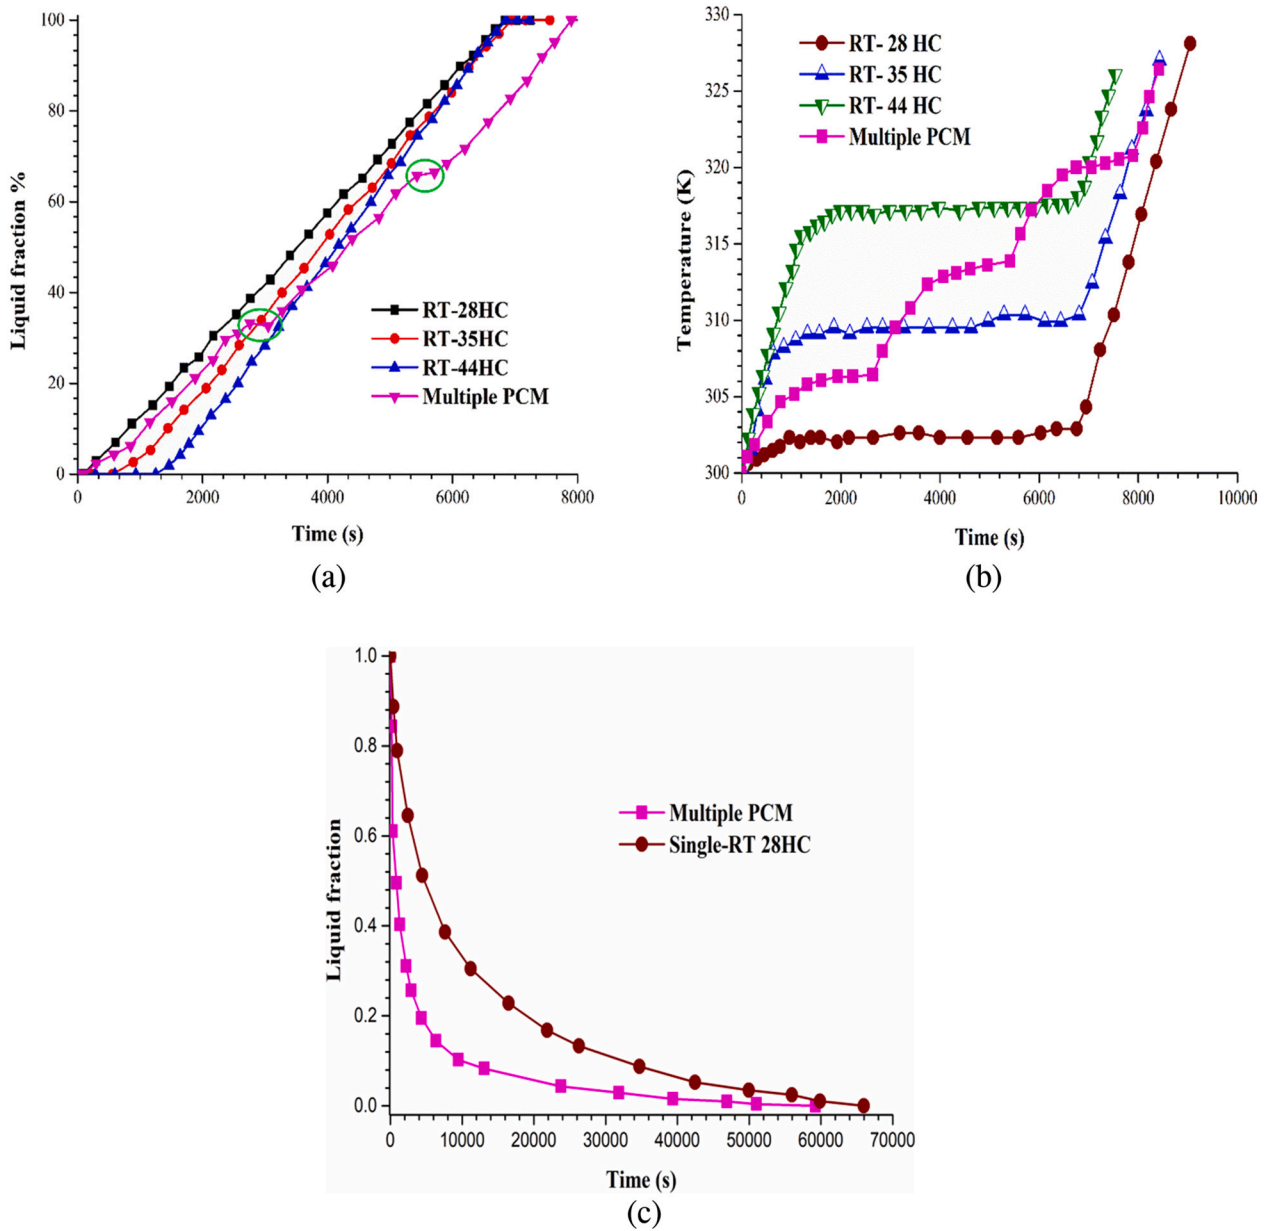 100
80
60
40
20
0
Liquid fraction %
RT-28HC
RT-35HC
RT-44HC
Multiple PCM
0 2000 4000 6000 8000
Time (s)
(a)
330
325
320
315
310
305
300
Temperature (K)
RT- 28 HC
RT- 35 HC
RT- 44 HC
Multiple PCM
0 2000 4000 6000 8000 10000
Time (s)
(b)
1.0
0.8
0.6
0.4
0.2
0.0
Liquid fraction
Multiple PCM
Single-RT 28HC
0 10000 20000 30000 40000 50000 60000 70000
Time (s)
(c)